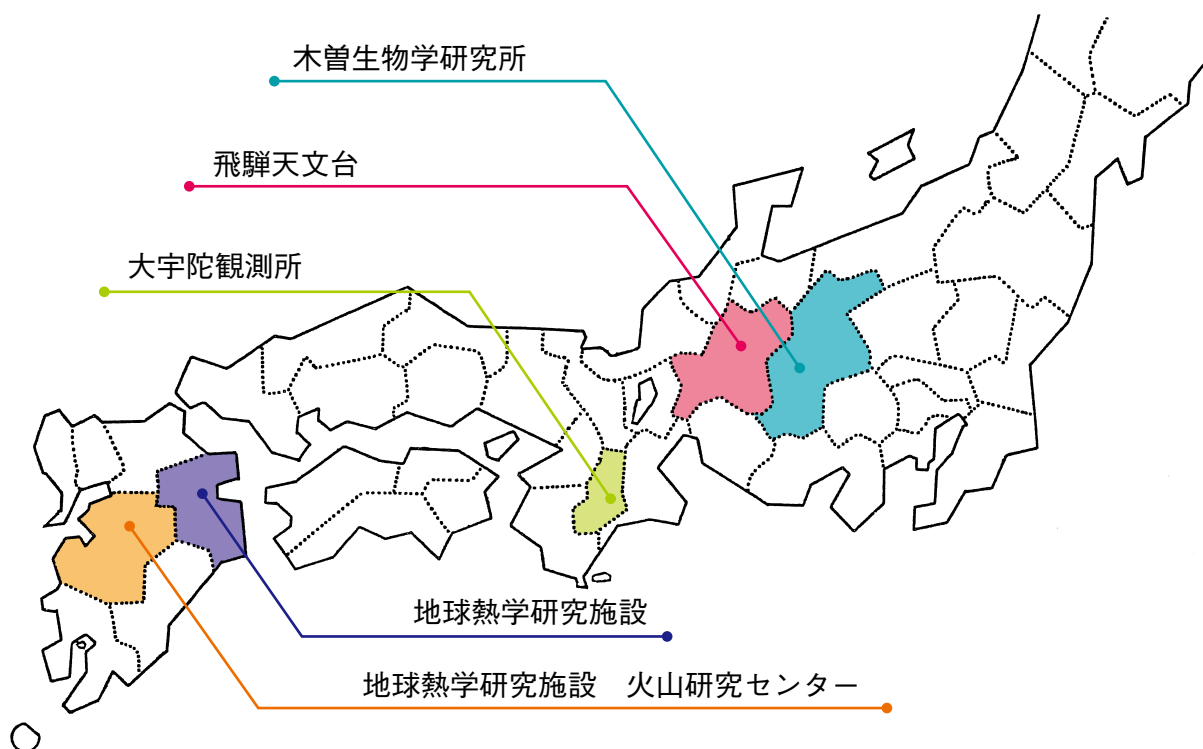 木曽生物学研究所
飛騨天文台
大宇陀観測所
地球熱学研究施設
地球熱学研究施設　火山研究センター